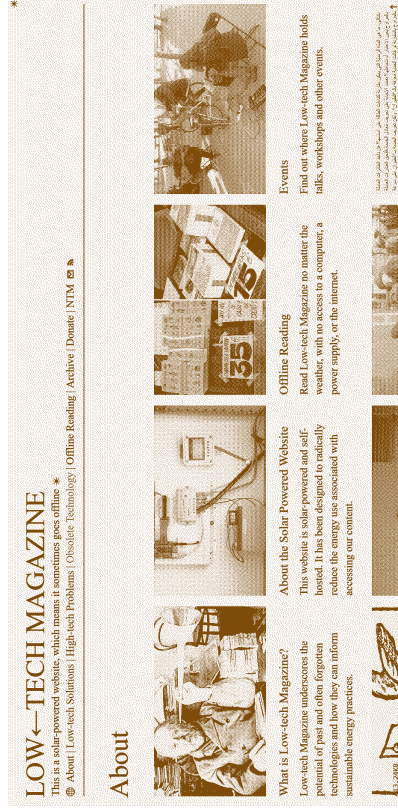 LOW←TECH MAGAZINE
This is a solar-powered website, which means it sometimes goes offline ☀
About | Low-tech Solutions | High-tech Problems | Obsolete Technology | Offline Reading | Archive | Donate | NTM
About
What is Low-tech Magazine?
Low-tech Magazine underscores the
potential of past and often forgotten
technologies and how they can inform
sustainable energy practices.
About the Solar Powered Website
This website is solar-powered and self-
hosted. It has been designed to radically
reduce the energy use associated with
accessing our content.
35
75
Offline Reading
Read Low-tech Magazine no matter the
weather, with no access to a computer, a
power supply, or the internet.
Events
Find out where Low-tech Magazine holds
talks, workshops and other events.